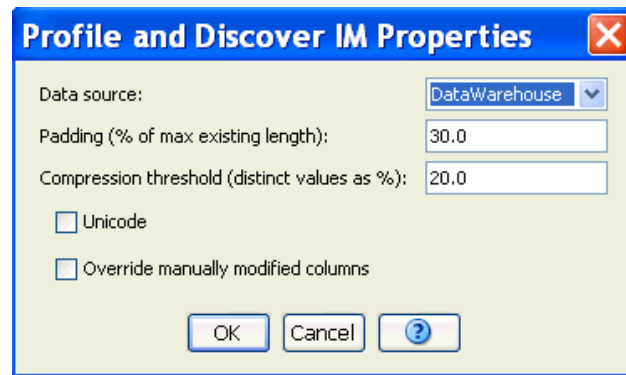 Profile and Discover IM Properties
Data source: DataWarehouse
Padding (% of max existing length): 30.0
Compression threshold (distinct values as %): 20.0
Unicode
Override manually modified columns
OK Cancel ?